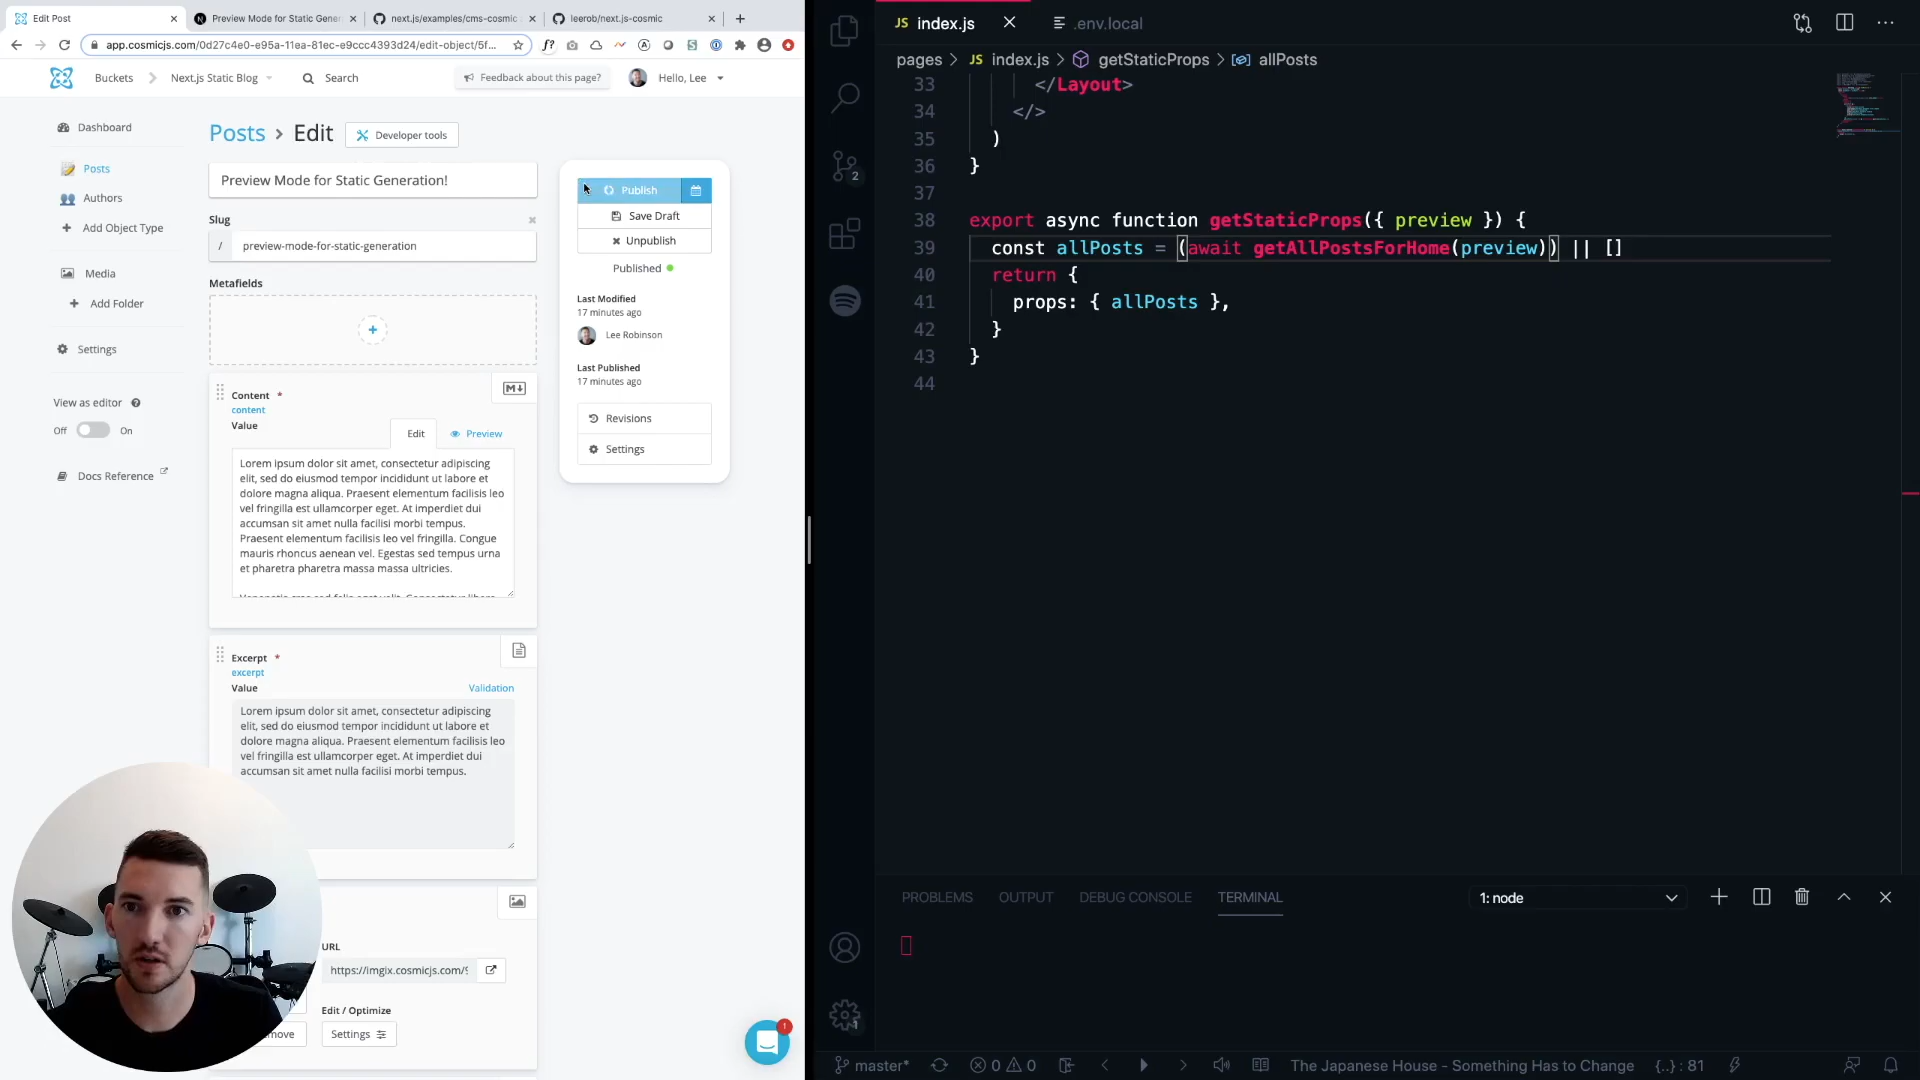 Edit Post
Preview Mode for Static Gener
next.js/examples/cms-cosmic
leerob/next.js-cosmic
app.cosmicjs.com/0d27c4e0-e95a-11ea-81ec-e9ccc4393d24/edit-object/5f...
Buckets
Next.js Static Blog
Search
Feedback about this page?
Hello, Lee
Dashboard
Posts
Authors
Add Object Type
Media
Add Folder
Settings
View as editor
Off
On
Docs Reference
Posts > Edit
Developer tools
Preview Mode for Static Generation!
Slug
/ preview-mode-for-static-generation
Metafields
Content *
content
Value
Edit
Preview
Lorem ipsum dolor sit amet, consectetur adipiscing
elit, sed do eiusmod tempor incididunt ut labore et
dolore magna aliqua. Praesent elementum facilisis leo
vel fringilla est ullamcorper eget. At imperdiet dui
accumsan sit amet nulla facilisi morbi tempus.
Praesent elementum facilisis leo vel fringilla. Congue
mauris rhoncus aenean vel. Egestas sed tempus urna
et pharetra pharetra massa massa ultricies.
Excerpt *
excerpt
Value
Validation
Lorem ipsum dolor sit amet, consectetur adipiscing
elit, sed do eiusmod tempor incididunt ut labore et
dolore magna aliqua. Praesent elementum facilisis leo
vel fringilla est ullamcorper eget. At imperdiet dui
accumsan sit amet nulla facilisi morbi tempus.
URL
https://imgix.cosmicjs.com/9
Edit / Optimize
Settings
Publish
Save Draft
Unpublish
Published
Last Modified
17 minutes ago
Lee Robinson
Last Published
17 minutes ago
Revisions
Settings
1
2
JS index.js
.env.local
pages > JS index.js > getStaticProps > allPosts
33 </Layout>
34 </>
35 )
36 }
37
38 export async function getStaticProps({ preview }) {
39 const allPosts = (await getAllPostsForHome(preview)) || []
40 return {
41 props: { allPosts },
42 }
43 }
44
PROBLEMS
OUTPUT
DEBUG CONSOLE
TERMINAL
1: node
master*
0
0
The Japanese House - Something Has to Change
{..} : 81